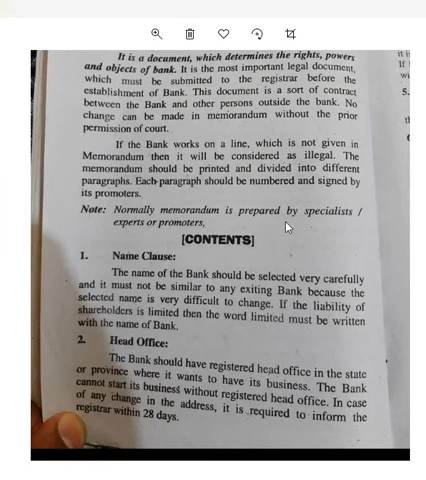 It is a document, which determines the rights, powers
and objects of bank. It is the most important legal document,
which must be submitted to the registrar before the
establishment of Bank. This document is a sort of contract
between the Bank and other persons outside the bank. No
change can be made in memorandum without the prior
permission of court.
If the Bank works on a line, which is not given in
Memorandum then it will be considered as illegal. The
memorandum should be printed and divided into different
paragraphs. Each paragraph should be numbered and signed by
its promoters.
Note: Normally memorandum is prepared by specialists /
experts or promoters,
[CONTENTS]
1. Name Clause:
The name of the Bank should be selected very carefully
and it must not be similar to any exiting Bank because the
selected name is very difficult to change. If the liability of
shareholders is limited then the word limited must be written
with the name of Bank.
2. Head Office:
The Bank should have registered head office in the state
or province where it wants to have its business. The Bank
cannot start its business without registered head office. In case
of any change in the address, it is required to inform the
registrar within 28 days.
5.